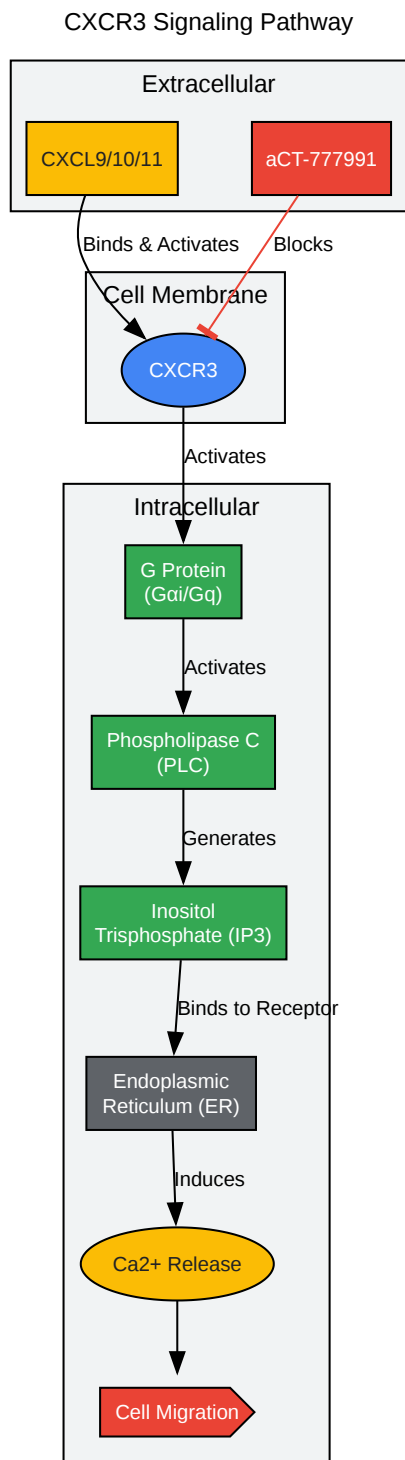 CXCR3 Signaling Pathway
Extracellular
CXCL9/10/11
aCT-777991
Binds & Activates
Blocks
Cell Membrane
CXCR3
Activates
Intracellular
G Protein
(Gαi/Gq)
Activates
Phospholipase C
(PLC)
Generates
Inositol
Trisphosphate (IP3)
Binds to Receptor
Endoplasmic
Reticulum (ER)
Induces
Ca2+ Release
Cell Migration